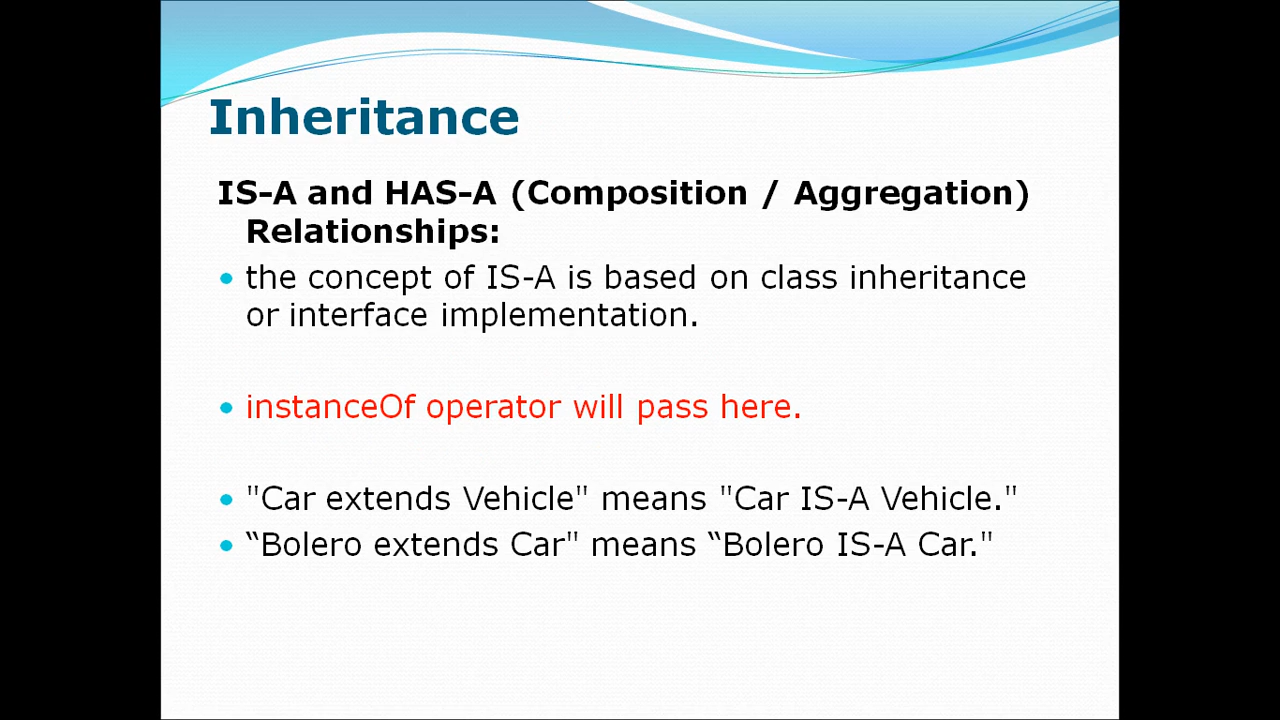 Inheritance
IS-A and HAS-A (Composition / Aggregation)
Relationships:
• the concept of IS-A is based on class inheritance
or interface implementation.
• instanceOf operator will pass here.
• "Car extends Vehicle" means "Car IS-A Vehicle."
• “Bolero extends Car" means “Bolero IS-A Car."